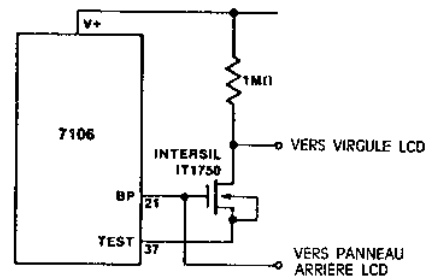 V+
1MΩ
7106
VERS VIRGULE LCD
INTERSIL
IT1750
BP
21
TEST
37
VERS PANNEAU
ARRIERE LCD